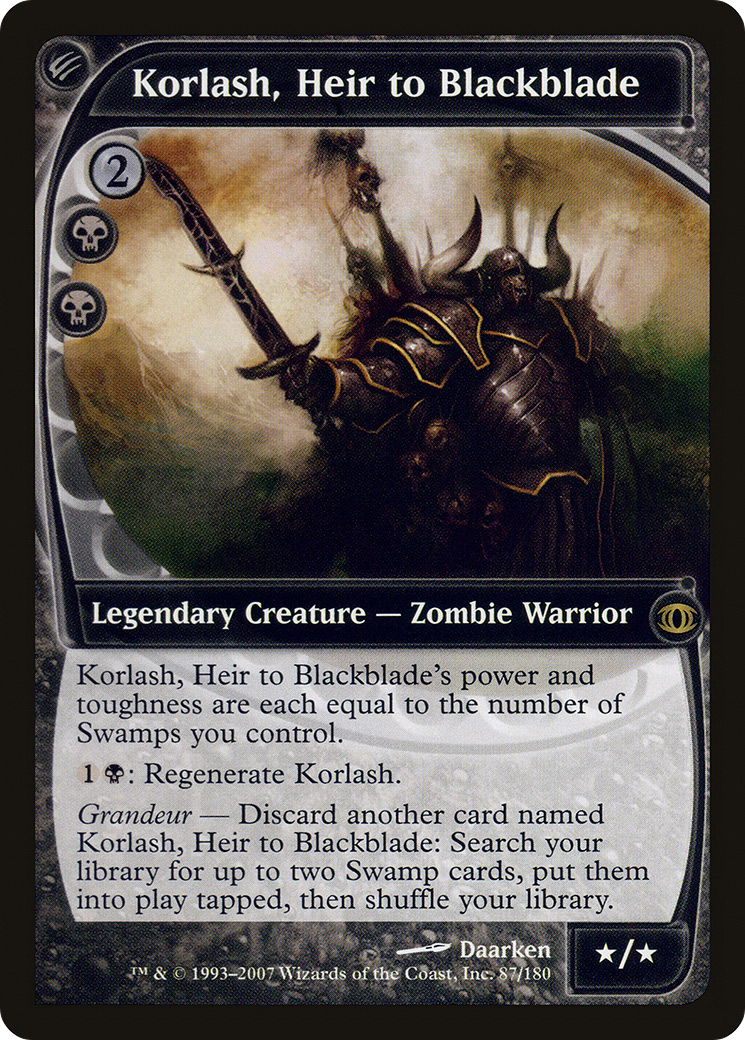 Korlash, Heir to Blackblade
2
Legendary Creature — Zombie Warrior
Korlash, Heir to Blackblade's power and
toughness are each equal to the number of
Swamps you control.
1 : Regenerate Korlash.
Grandeur — Discard another card named
Korlash, Heir to Blackblade: Search your
library for up to two Swamp cards, put them
into play tapped, then shuffle your library.
Daarken
™ & © 1993–2007 Wizards of the Coast, Inc. 87/180
★/★